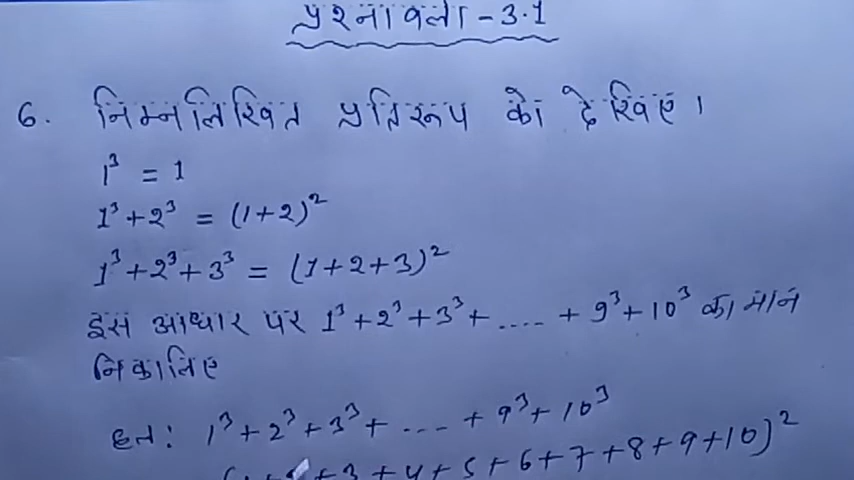 प्रश्नावली - 3.1
6. निम्नलिखित प्रतिरूप को देखिए।
1³ = 1
1³ + 2³ = (1+2)²
1³ + 2³ + 3³ = (1+2+3)²
इस आधार पर 1³ + 2³ + 3³ + .... + 9³ + 10³ का मान
निकालिए
हल: 1³ + 2³ + 3³ + .... + 9³ + 10³
+ 3 + 4 + 5 + 6 + 7 + 8 + 9 + 10)²